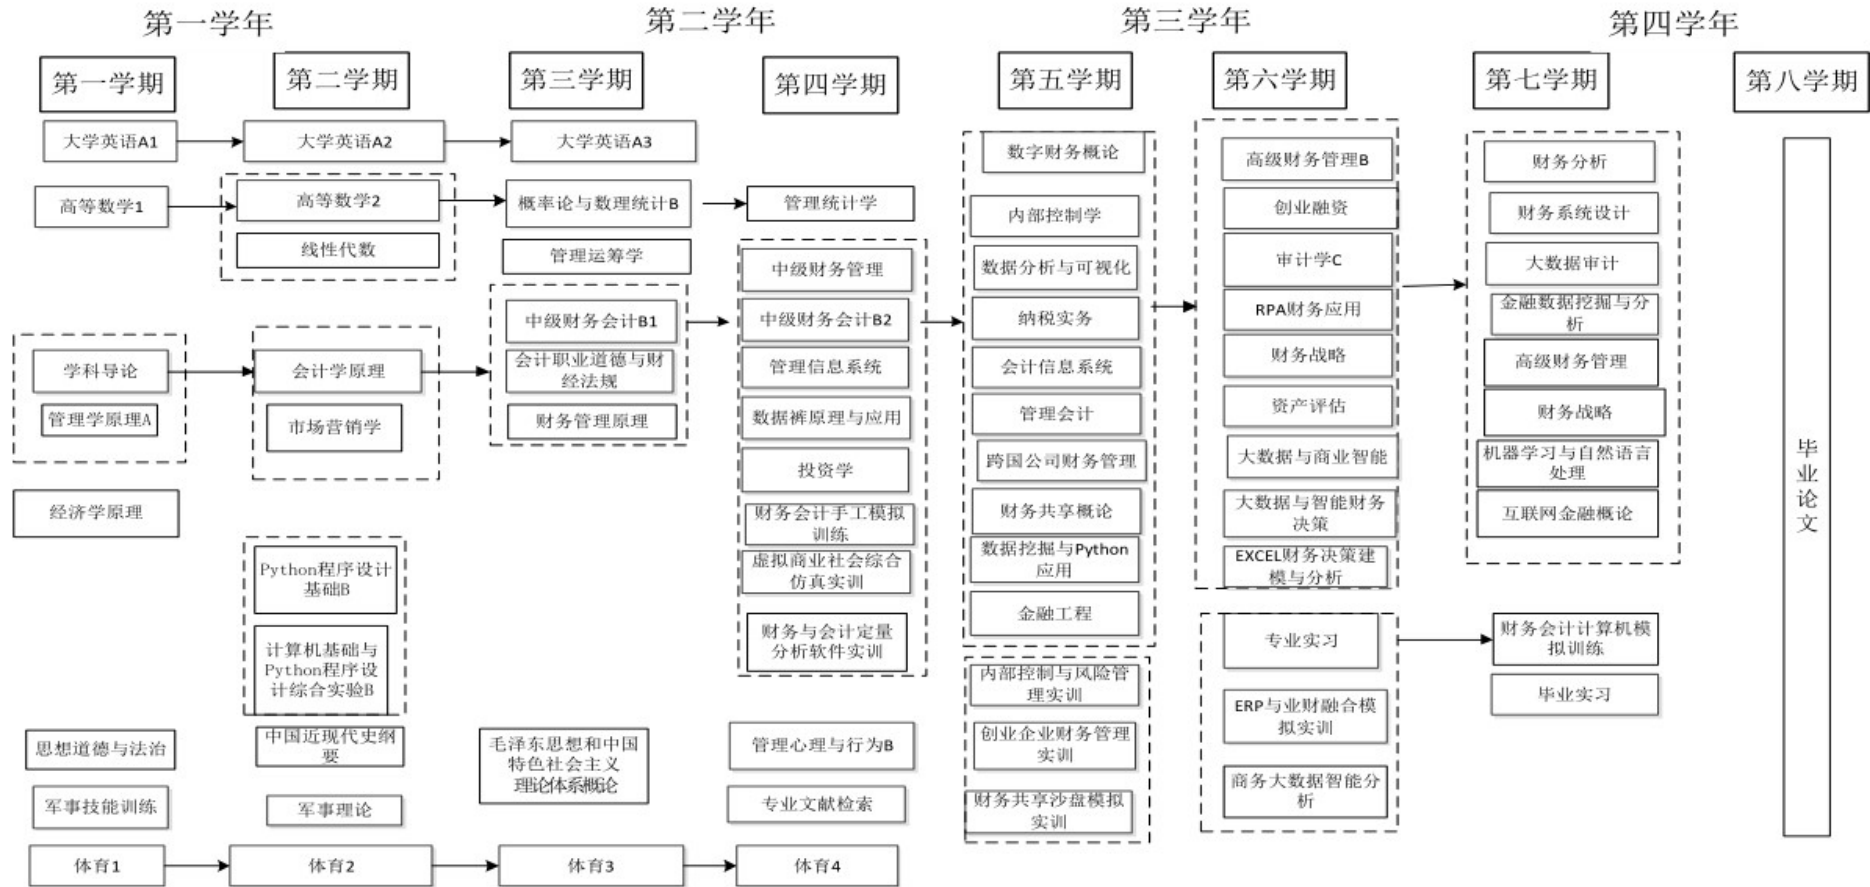 第一学年
第二学年
第三学年
第四学年
第一学期
第二学期
第三学期
第四学期
第五学期
第六学期
第七学期
第八学期
大学英语A1
大学英语A2
大学英语A3
高等数学1
高等数学2
线性代数
概率论与数理统计B
管理统计学
管理运筹学
学科导论
管理学原理A
经济学原理
会计学原理
市场营销学
中级财务会计B1
会计职业道德与财
经法规
财务管理原理
中级财务管理
中级财务会计B2
管理信息系统
数据裤原理与应用
投资学
财务会计手工模拟
训练
虚拟商业社会综合
仿真实训
财务与会计定量
分析软件实训
数字财务概论
内部控制学
数据分析与可视化
纳税实务
会计信息系统
管理会计
跨国公司财务管理
财务共享概论
数据挖掘与Python
应用
金融工程
内部控制与风险管
理实训
创业企业财务管理
实训
财务共享沙盘模拟
实训
高级财务管理B
创业融资
审计学C
RPA财务应用
财务战略
资产评估
大数据与商业智能
大数据与智能财务
决策
EXCEL财务决策建
模与分析
专业实习
ERP与业财融合模
拟实训
商务大数据智能分
析
财务分析
财务系统设计
大数据审计
金融数据挖掘与分
析
高级财务管理
财务战略
机器学习与自然语言
处理
互联网金融概论
财务会计计算机模
拟训练
毕业实习
毕业论文
Python程序设计
基础B
计算机基础与
Python程序设
计综合实验B
思想道德与法治
中国近现代史纲
要
毛泽东思想和中国
特色社会主义
理论体系概论
管理心理与行为B
军事技能训练
军事理论
专业文献检索
体育1
体育2
体育3
体育4